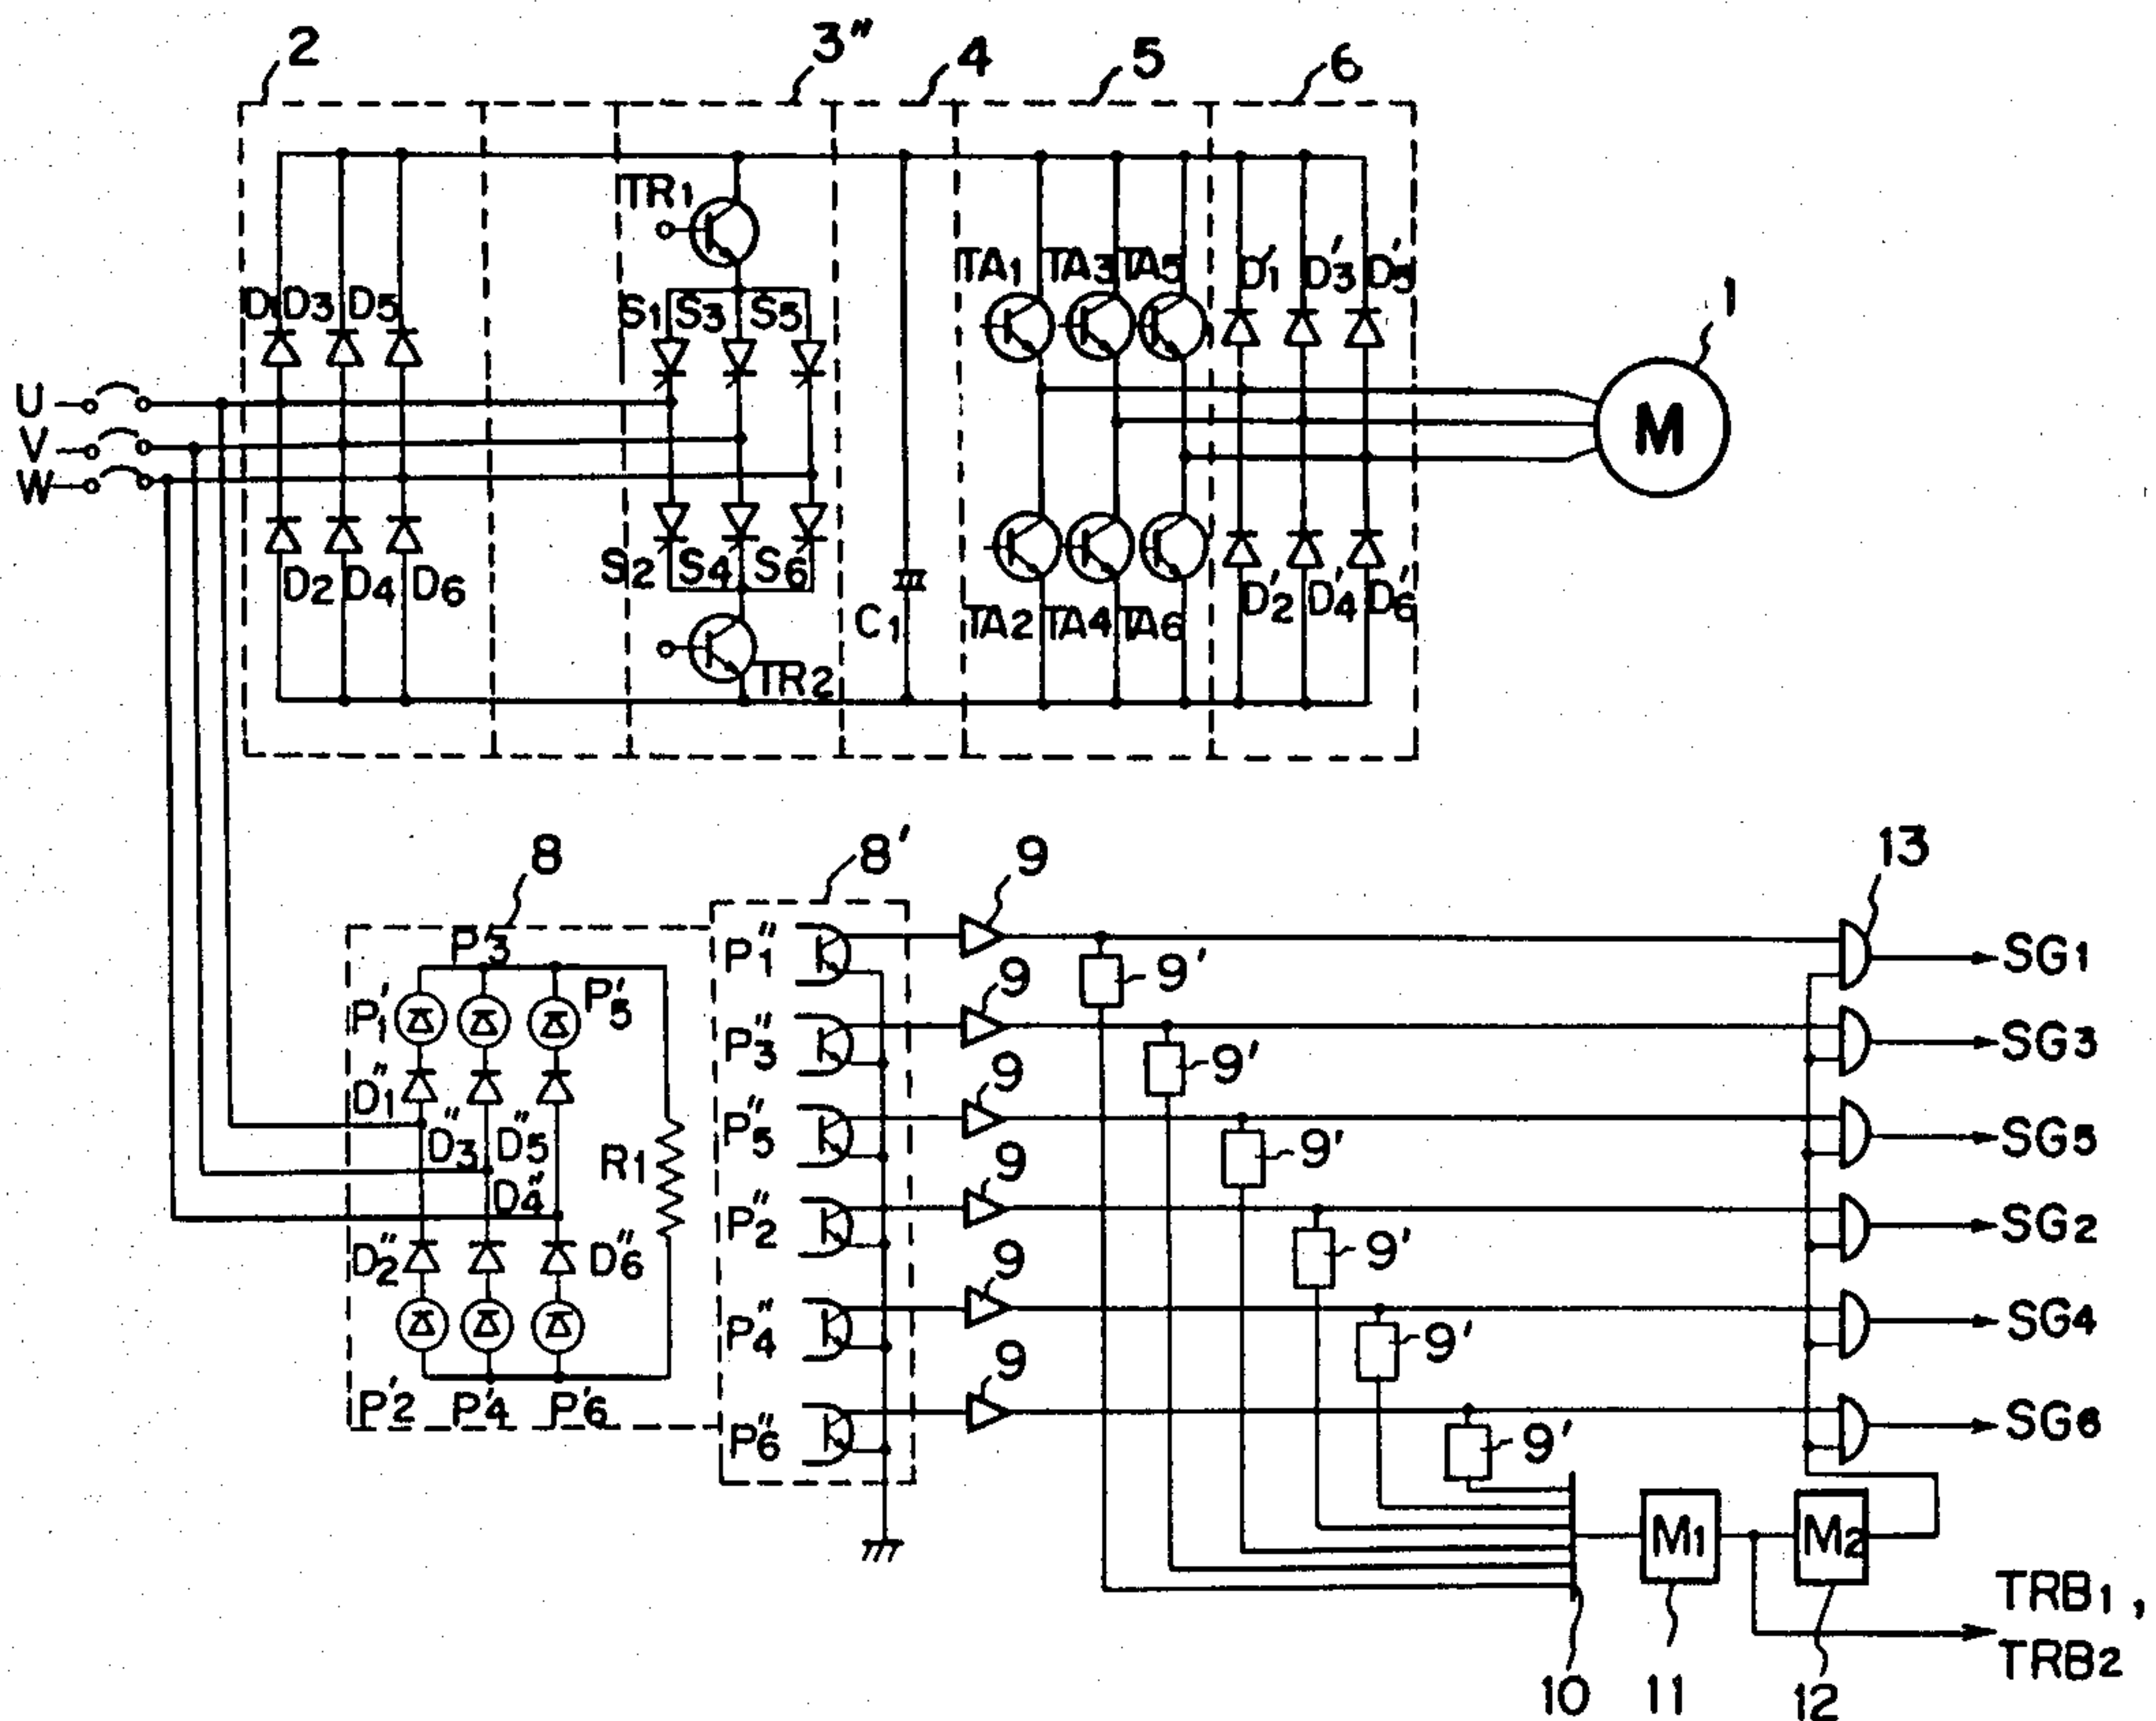 2
3"
4
5
6
TR1
TA1 TA3 TA5
D'1 D'3 D'5
D1 D3 D5
S1 S3 S5
1
U
V
W
M
S2 S4 S6
D2 D4 D6
C1
TA2 TA4 TA6
D'2 D'4 D'6
TR2
8
8'
9
13
P'3
P"1
SG1
9'
P'1
P'5
9
P"3
SG3
9'
D"1
9
D"3 D"5
P"5
SG5
R1
9'
D"4
9
P"2
SG2
D"2
D"6
9'
9
P"4
SG4
9'
9
P'2 P'4 P'6
P"6
SG6
9'
M1
M2
TRB1,
TRB2
10
11
12